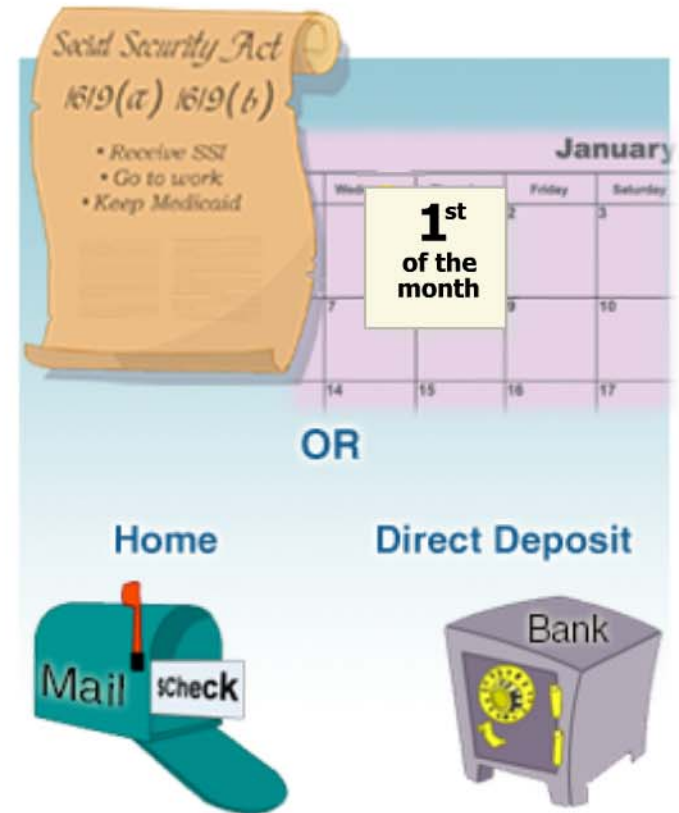 Social Security Act
1619(a) 1619(b)
• Receive SSI
• Go to work
• Keep Medicaid
January
Friday Saturday
1st
of the
month
2 3
7 9 10
14 15 16 17
OR
Home Direct Deposit
Bank
Mail $Check